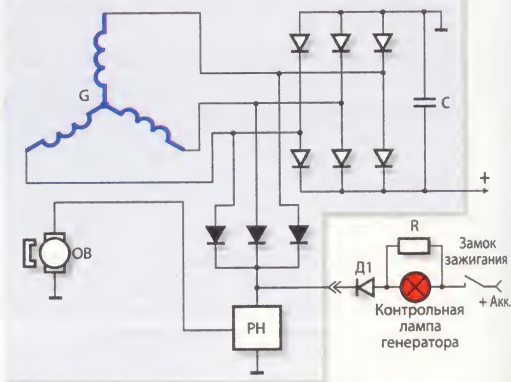 G
C
+
ОВ
РН
Д1
R
Замок
зажигания
+ Акк.
Контрольная
лампа
генератора